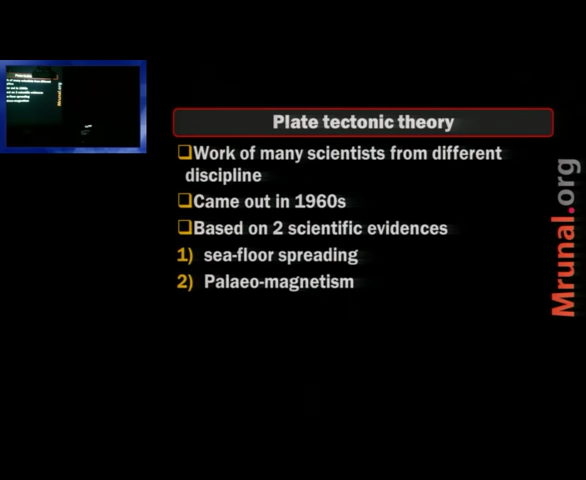 Plate tectonic theory
❑Work of many scientists from different
discipline
❑Came out in 1960s
❑Based on 2 scientific evidences
1) sea-floor spreading
2) Palaeo-magnetism
Mrunal.org